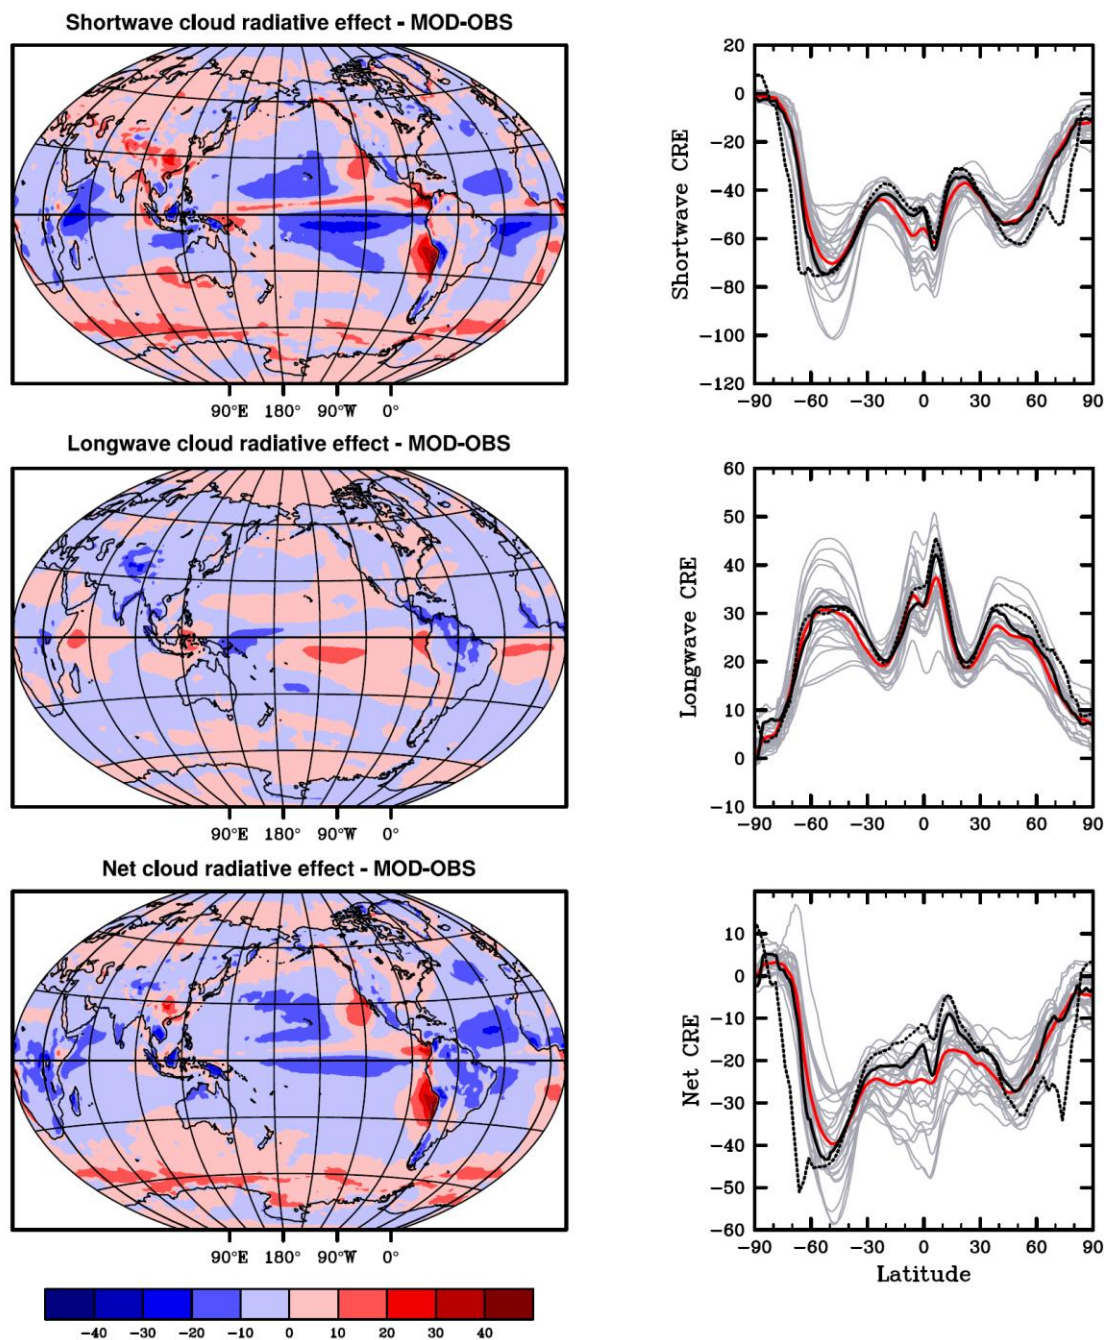 Shortwave cloud radiative effect - MOD-OBS
90°E 180° 90°W 0°
20
0
−20
−40
−60
−80
−100
−120
Shortwave CRE
−90 −60 −30 0 30 60 90
Longwave cloud radiative effect - MOD-OBS
90°E 180° 90°W 0°
60
50
40
30
20
10
0
−10
Longwave CRE
−90 −60 −30 0 30 60 90
Net cloud radiative effect - MOD-OBS
90°E 180° 90°W 0°
−40 −30 −20 −10 0 10 20 30 40
10
0
−10
−20
−30
−40
−50
−60
Net CRE
−90 −60 −30 0 30 60 90
Latitude